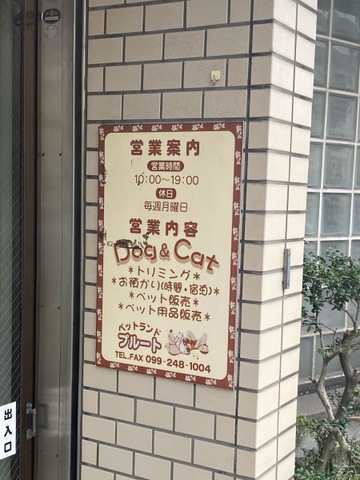 営業案内
営業時間
10:00〜19:00
休日
毎週月曜日
営業内容
Dog & Cat
*トリミング*
*お預かり(時間・宿泊)*
*ペット販売*
*ペット用品販売*
ペットランド
プルート
TEL.FAX 099-248-1004
出入口